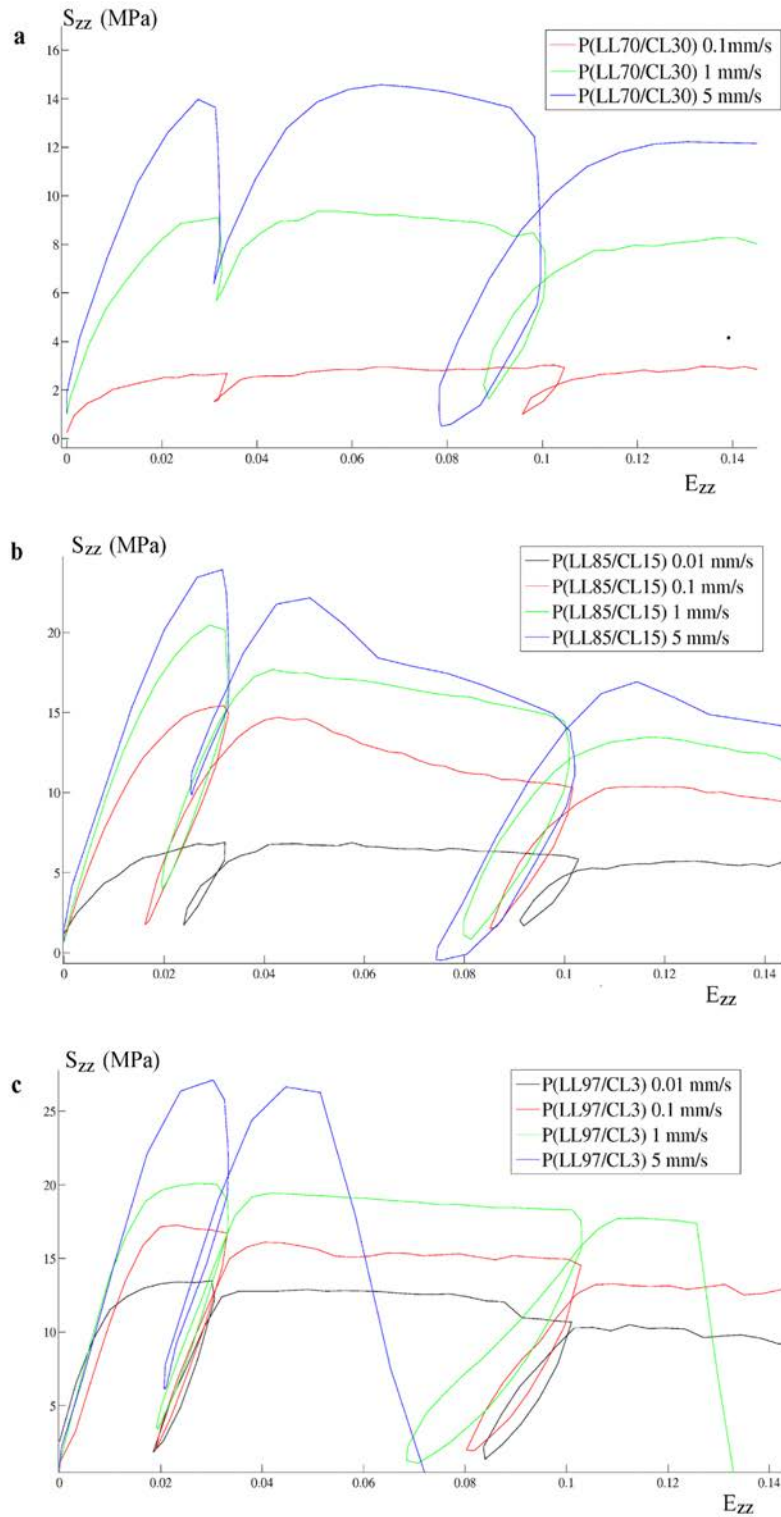 a
S_zz (MPa)
P(LL70/CL30) 0.1mm/s
P(LL70/CL30) 1 mm/s
P(LL70/CL30) 5 mm/s
16
14
12
10
8
6
4
2
0
0 0.02 0.04 0.06 0.08 0.1 0.12 0.14
E_zz
b
S_zz (MPa)
P(LL85/CL15) 0.01 mm/s
P(LL85/CL15) 0.1 mm/s
P(LL85/CL15) 1 mm/s
P(LL85/CL15) 5 mm/s
20
15
10
5
0
0 0.02 0.04 0.06 0.08 0.1 0.12 0.14
E_zz
c
S_zz (MPa)
P(LL97/CL3) 0.01 mm/s
P(LL97/CL3) 0.1 mm/s
P(LL97/CL3) 1 mm/s
P(LL97/CL3) 5 mm/s
25
20
15
10
5
0 0.02 0.04 0.06 0.08 0.1 0.12 0.14
E_zz